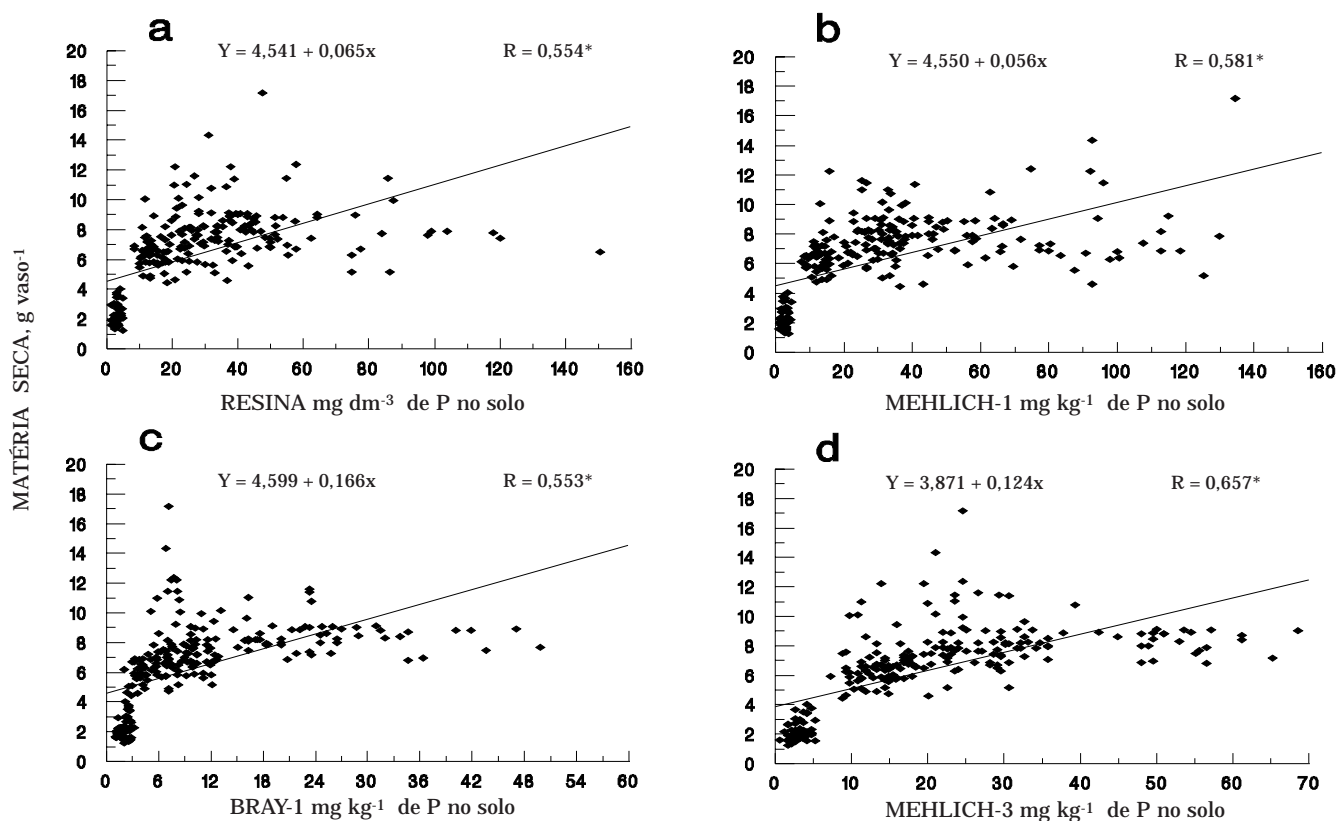 a
Y = 4,541 + 0,065x R = 0,554*
20
18
16
14
12
10
8
6
4
2
0
0 20 40 60 80 100 120 140 160
RESINA mg dm-3 de P no solo
b
Y = 4,550 + 0,056x R = 0,581*
20
18
16
14
12
10
8
6
4
2
0
0 20 40 60 80 100 120 140 160
MEHLICH-1 mg kg-1 de P no solo
MATÉRIA SECA, g vaso-1
c
Y = 4,599 + 0,166x R = 0,553*
20
18
16
14
12
10
8
6
4
2
0
0 6 12 18 24 30 36 42 48 54 60
BRAY-1 mg kg-1 de P no solo
d
Y = 3,871 + 0,124x R = 0,657*
20
18
16
14
12
10
8
6
4
2
0
0 10 20 30 40 50 60 70
MEHLICH-3 mg kg-1 de P no solo